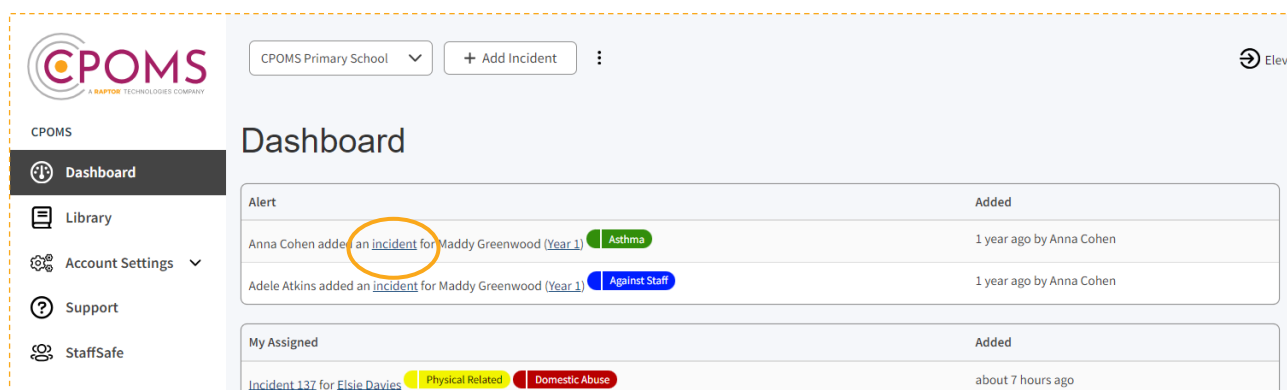 CPOMS
A RAPTOR TECHNOLOGIES COMPANY
CPOMS Primary School
+ Add Incident
Elev
CPOMS
Dashboard
Library
Account Settings
Support
StaffSafe
Dashboard
Alert Added
Anna Cohen added an incident for Maddy Greenwood (Year 1) Asthma 1 year ago by Anna Cohen
Adele Atkins added an incident for Maddy Greenwood (Year 1) Against Staff 1 year ago by Anna Cohen
My Assigned Added
Incident 137 for Elsie Davies Physical Related Domestic Abuse about 7 hours ago